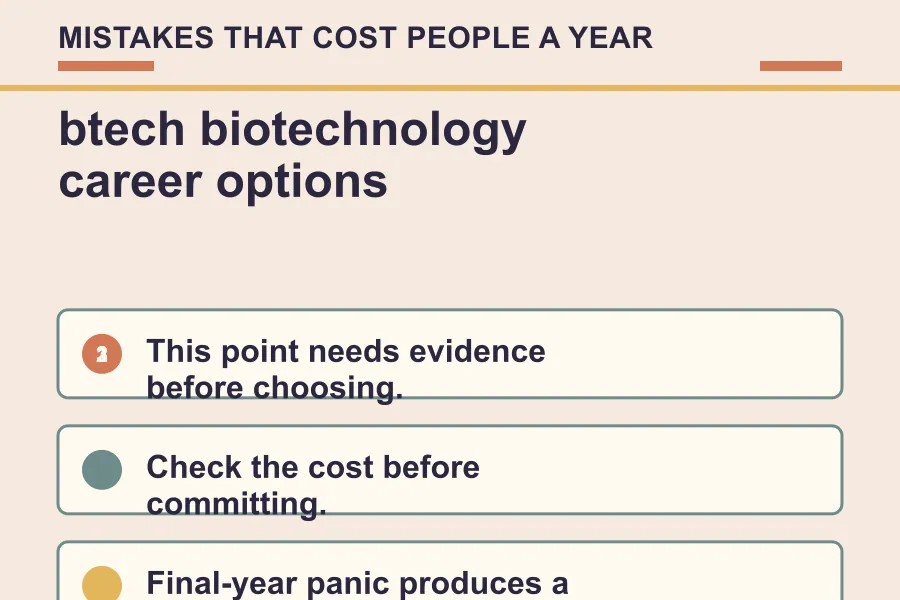 MISTAKES THAT COST PEOPLE A YEAR
btech biotechnology
career options
This point needs evidence
before choosing.
Check the cost before
committing.
Final-year panic produces a